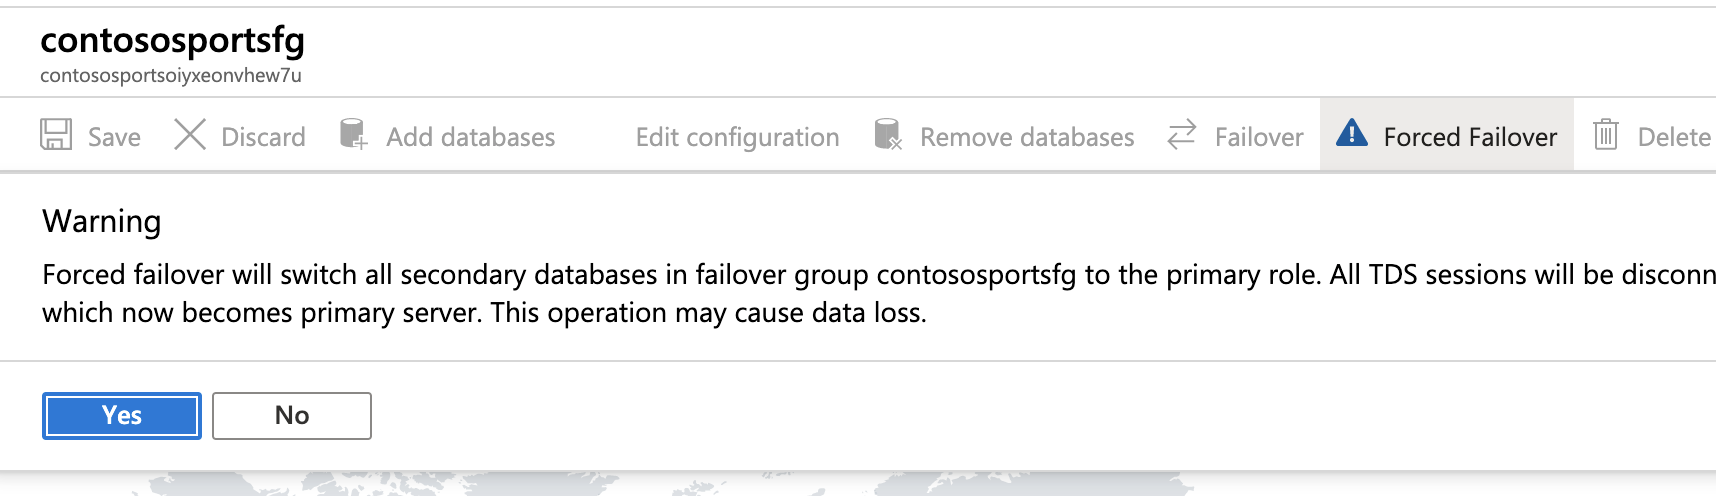 contososportsfg
contososportsoiyxeonvhew7u
Save Discard Add databases Edit configuration Remove databases Failover Forced Failover Delete
Warning
Forced failover will switch all secondary databases in failover group contososportsfg to the primary role. All TDS sessions will be disconn
which now becomes primary server. This operation may cause data loss.
Yes No